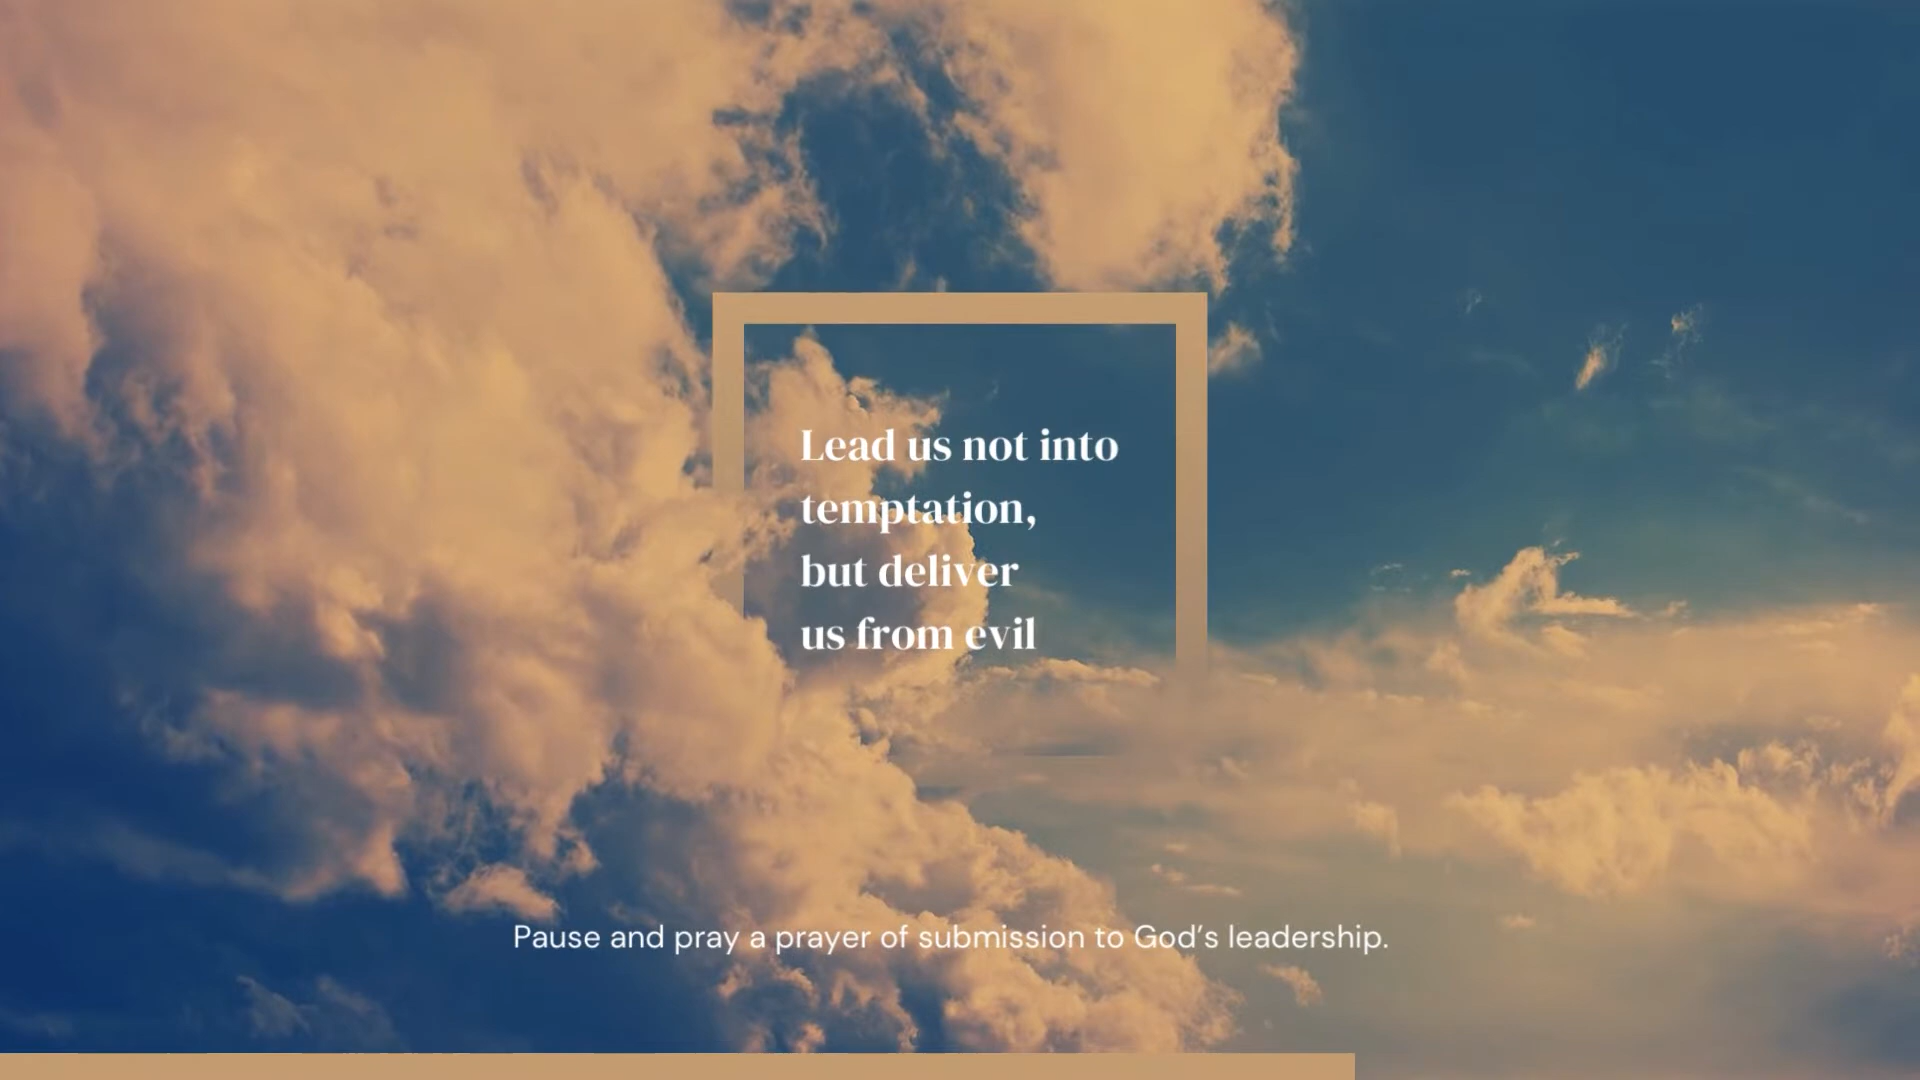 Lead us not into
temptation,
but deliver
us from evil
Pause and pray a prayer of submission to God’s leadership.